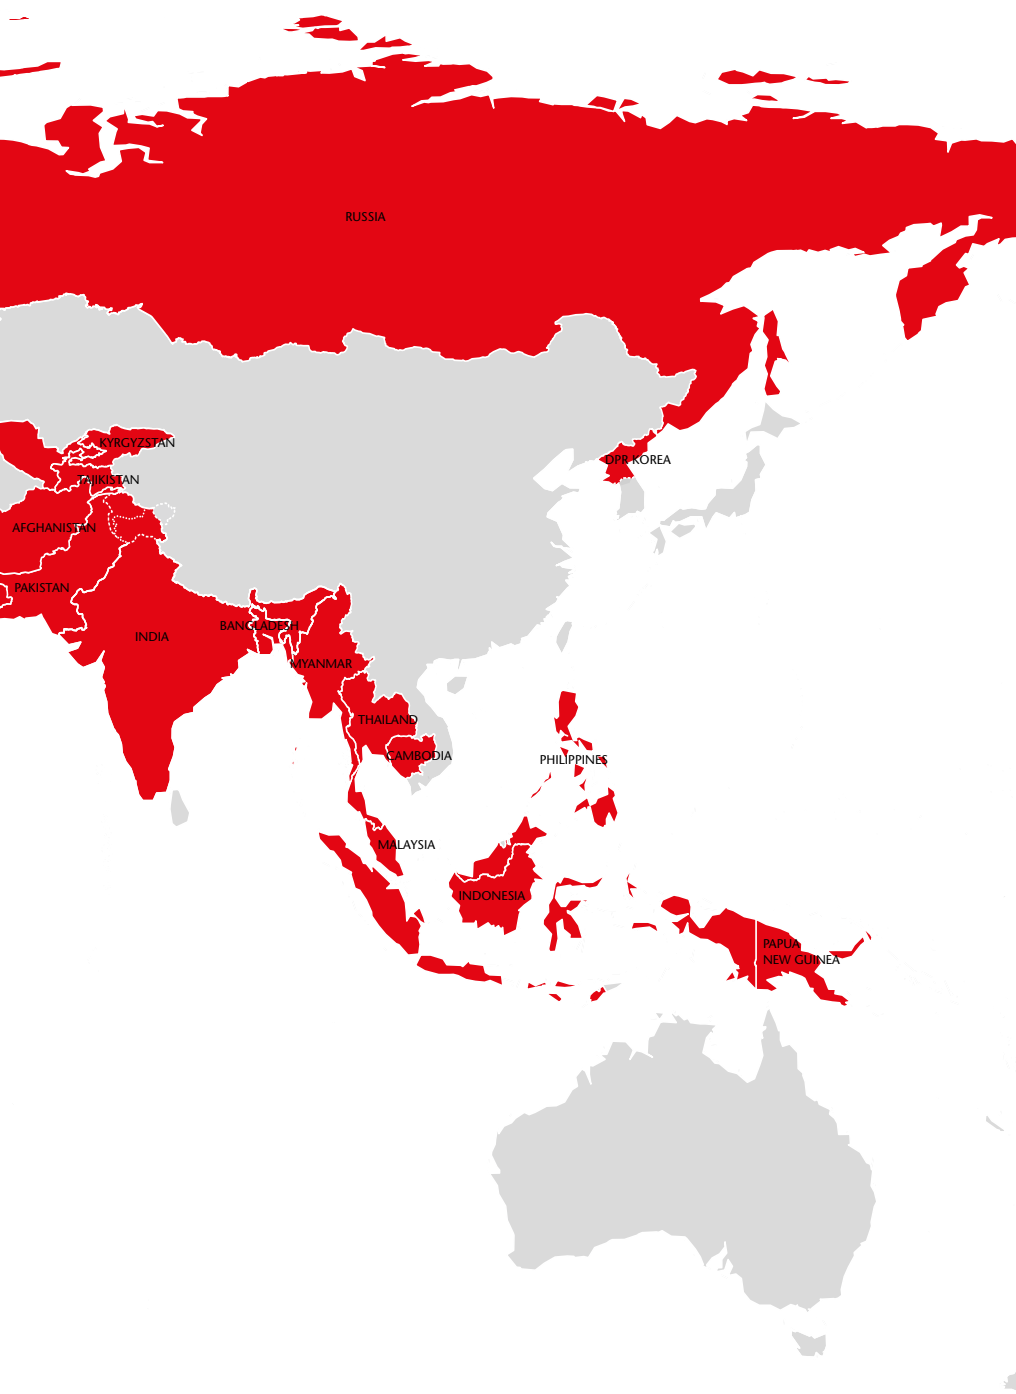 RUSSIA
KYRGYZSTAN
DPR KOREA
TAJIKISTAN
AFGHANISTAN
PAKISTAN
BANGLADESH
INDIA
MYANMAR
THAILAND
CAMBODIA
PHILIPPINES
MALAYSIA
INDONESIA
PAPUA
NEW GUINEA